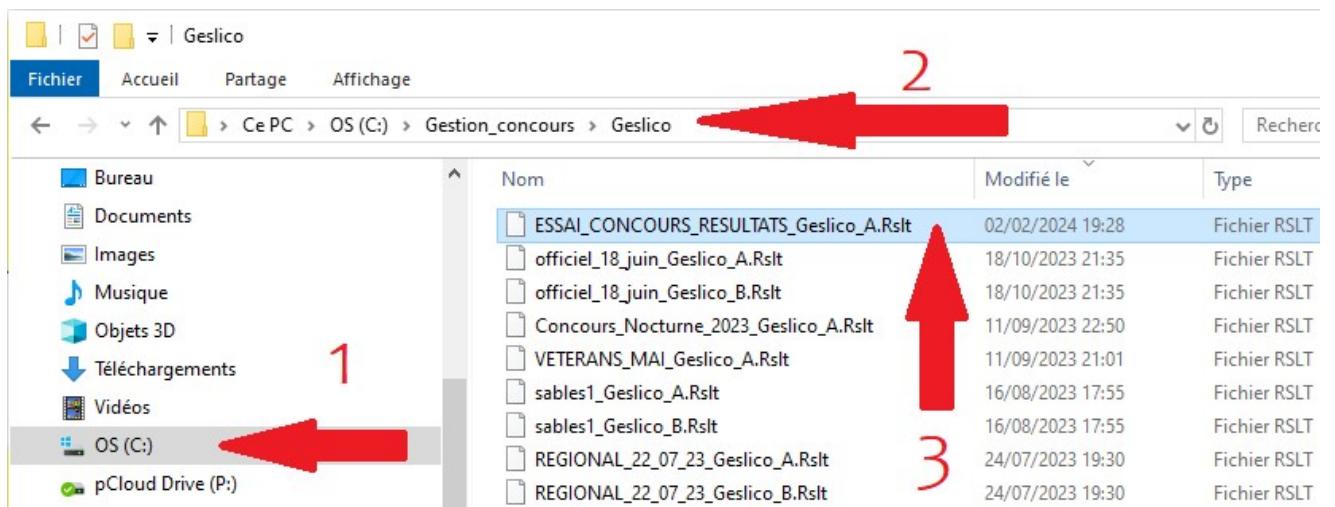 Geslico
Fichier Accueil Partage Affichage
2
Ce PC > OS (C:) > Gestion_concours > Geslico
Recherc
Bureau
Documents
Images
Musique
Objets 3D
Téléchargements
Vidéos
OS (C:)
pCloud Drive (P:)
1
Nom Modifié le Type
ESSAI_CONCOURS_RESULTATS_Geslico_A.Rslt 02/02/2024 19:28 Fichier RSLT
officiel_18_juin_Geslico_A.Rslt 18/10/2023 21:35 Fichier RSLT
officiel_18_juin_Geslico_B.Rslt 18/10/2023 21:35 Fichier RSLT
Concours_Nocturne_2023_Geslico_A.Rslt 11/09/2023 22:50 Fichier RSLT
VETERANS_MAI_Geslico_A.Rslt 11/09/2023 21:01 Fichier RSLT
sables1_Geslico_A.Rslt 16/08/2023 17:55 Fichier RSLT
sables1_Geslico_B.Rslt 16/08/2023 17:55 Fichier RSLT
REGIONAL_22_07_23_Geslico_A.Rslt 24/07/2023 19:30 Fichier RSLT
REGIONAL_22_07_23_Geslico_B.Rslt 24/07/2023 19:30 Fichier RSLT
3